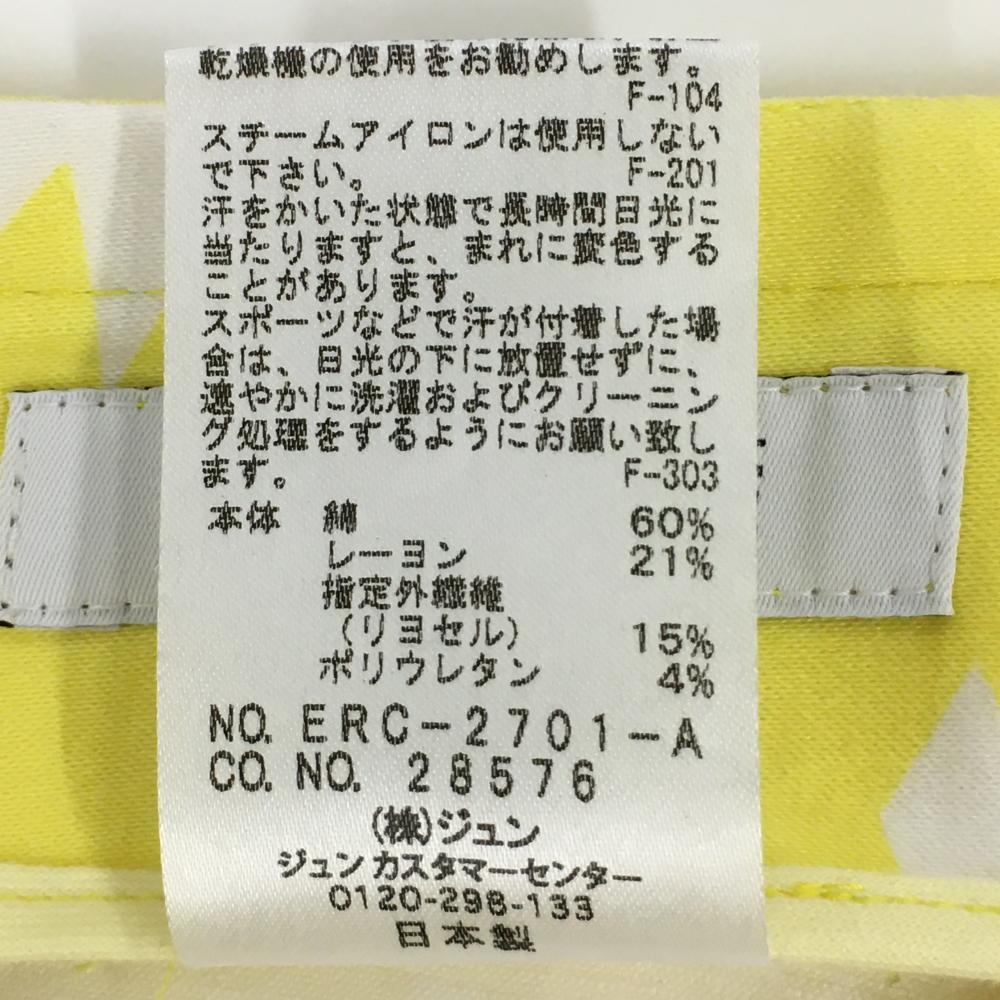 乾燥機の使用をお勧めします。
F-104
スチームアイロンは使用しない
で下さい。 F-201
汗をかいた状態で長時間日光に
当たりますと、まれに変色する
ことがあります。
スポーツなどで汗が付着した場
合は、日光の下に放置せずに、
速やかに洗濯およびクリーニン
グ処理をするようにお願い致し
ます。 F-303
本体 綿 60%
レーヨン 21%
指定外繊維
(リヨセル) 15%
ポリウレタン 4%
NO. ERC-2701-A
CO. NO. 28576
(株)ジュン
ジュン カスタマーセンター
0120-298-133
日本製